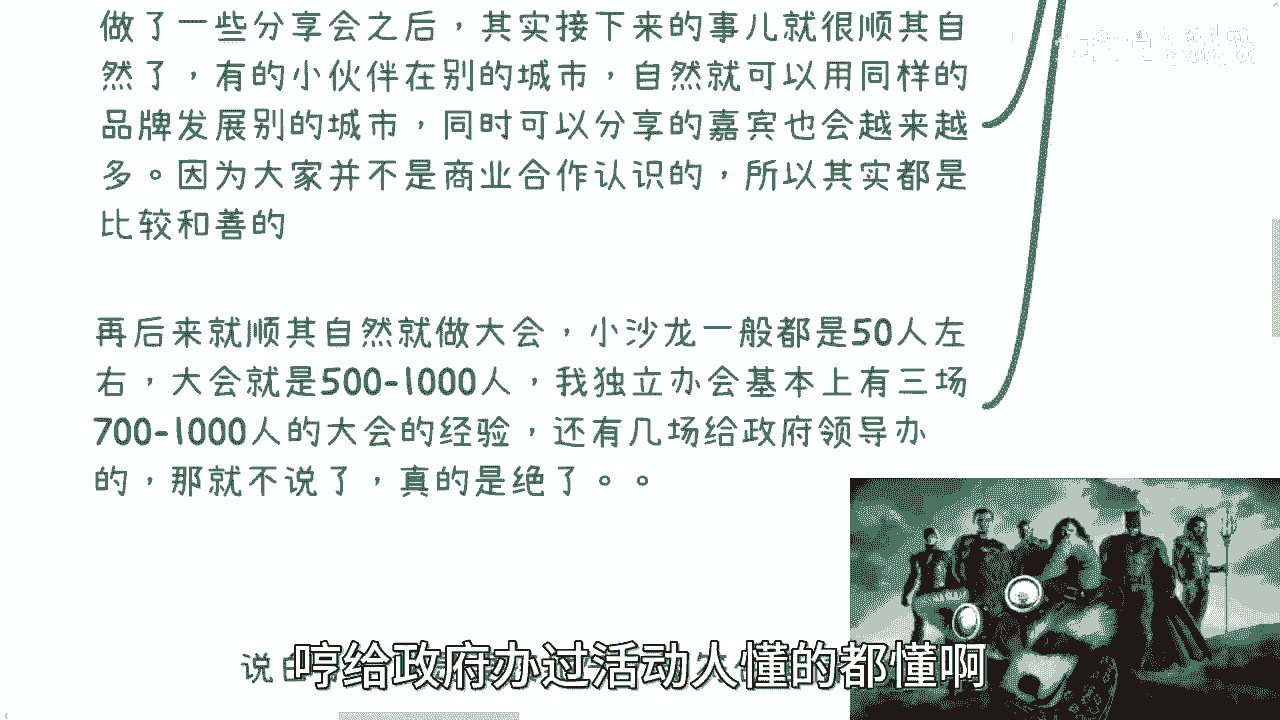 做了一些分享会之后，其实接下来的事儿就很顺其自
然了，有的小伙伴在别的城市，自然就可以用同样的
品牌发展别的城市，同时可以分享的嘉宾也会越来越
多。因为大家并不是商业合作认识的，所以其实都是
比较和善的
再后来就顺其自然就做大会，小沙龙一般都是50人左
右，大会就是500-1000人，我独立办会基本上有三场
700-1000人的大会的经验，还有几场给政府领导办
的，那就不说了，真的是绝了。。
说
哼给政府办过活动人懂的都懂啊